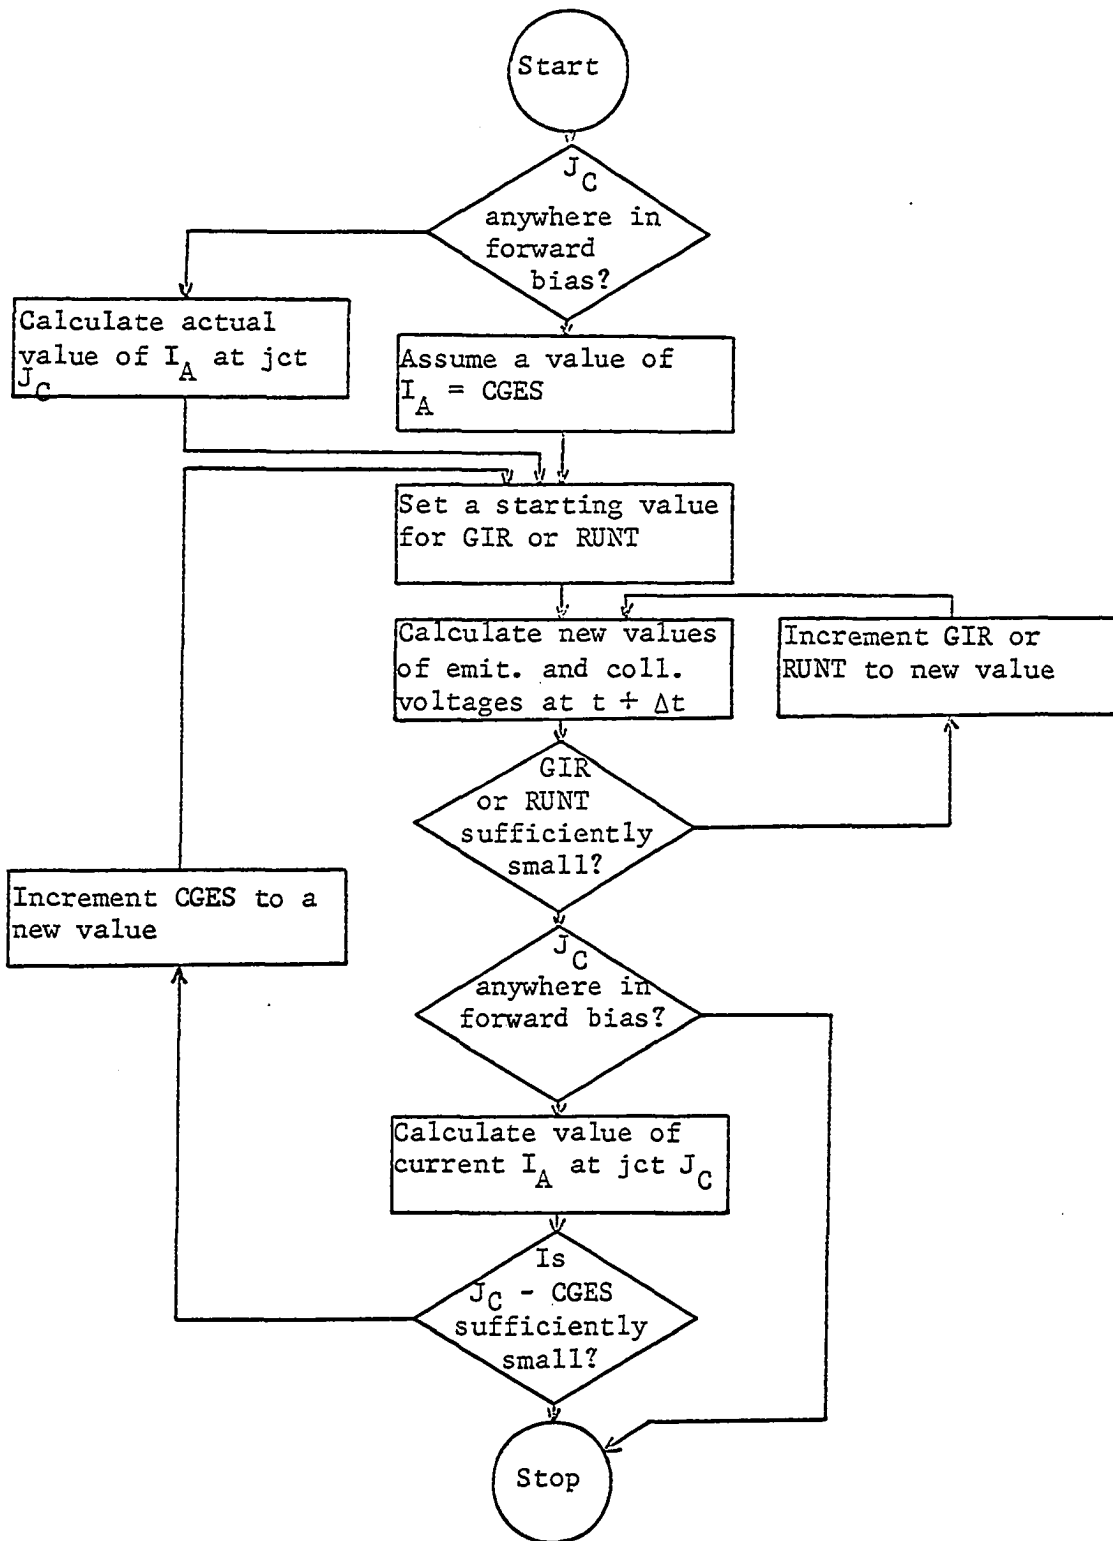 Start
J_C
anywhere in
forward
bias?
Calculate actual
value of I_A at jct
J_C
Assume a value of
I_A = CGES
Set a starting value
for GIR or RUNT
Calculate new values
of emit. and coll.
voltages at t + Δt
Increment GIR or
RUNT to new value
GIR
or RUNT
sufficiently
small?
Increment CGES to a
new value
J_C
anywhere in
forward bias?
Calculate value of
current I_A at jct J_C
Is
J_C - CGES
sufficiently
small?
Stop